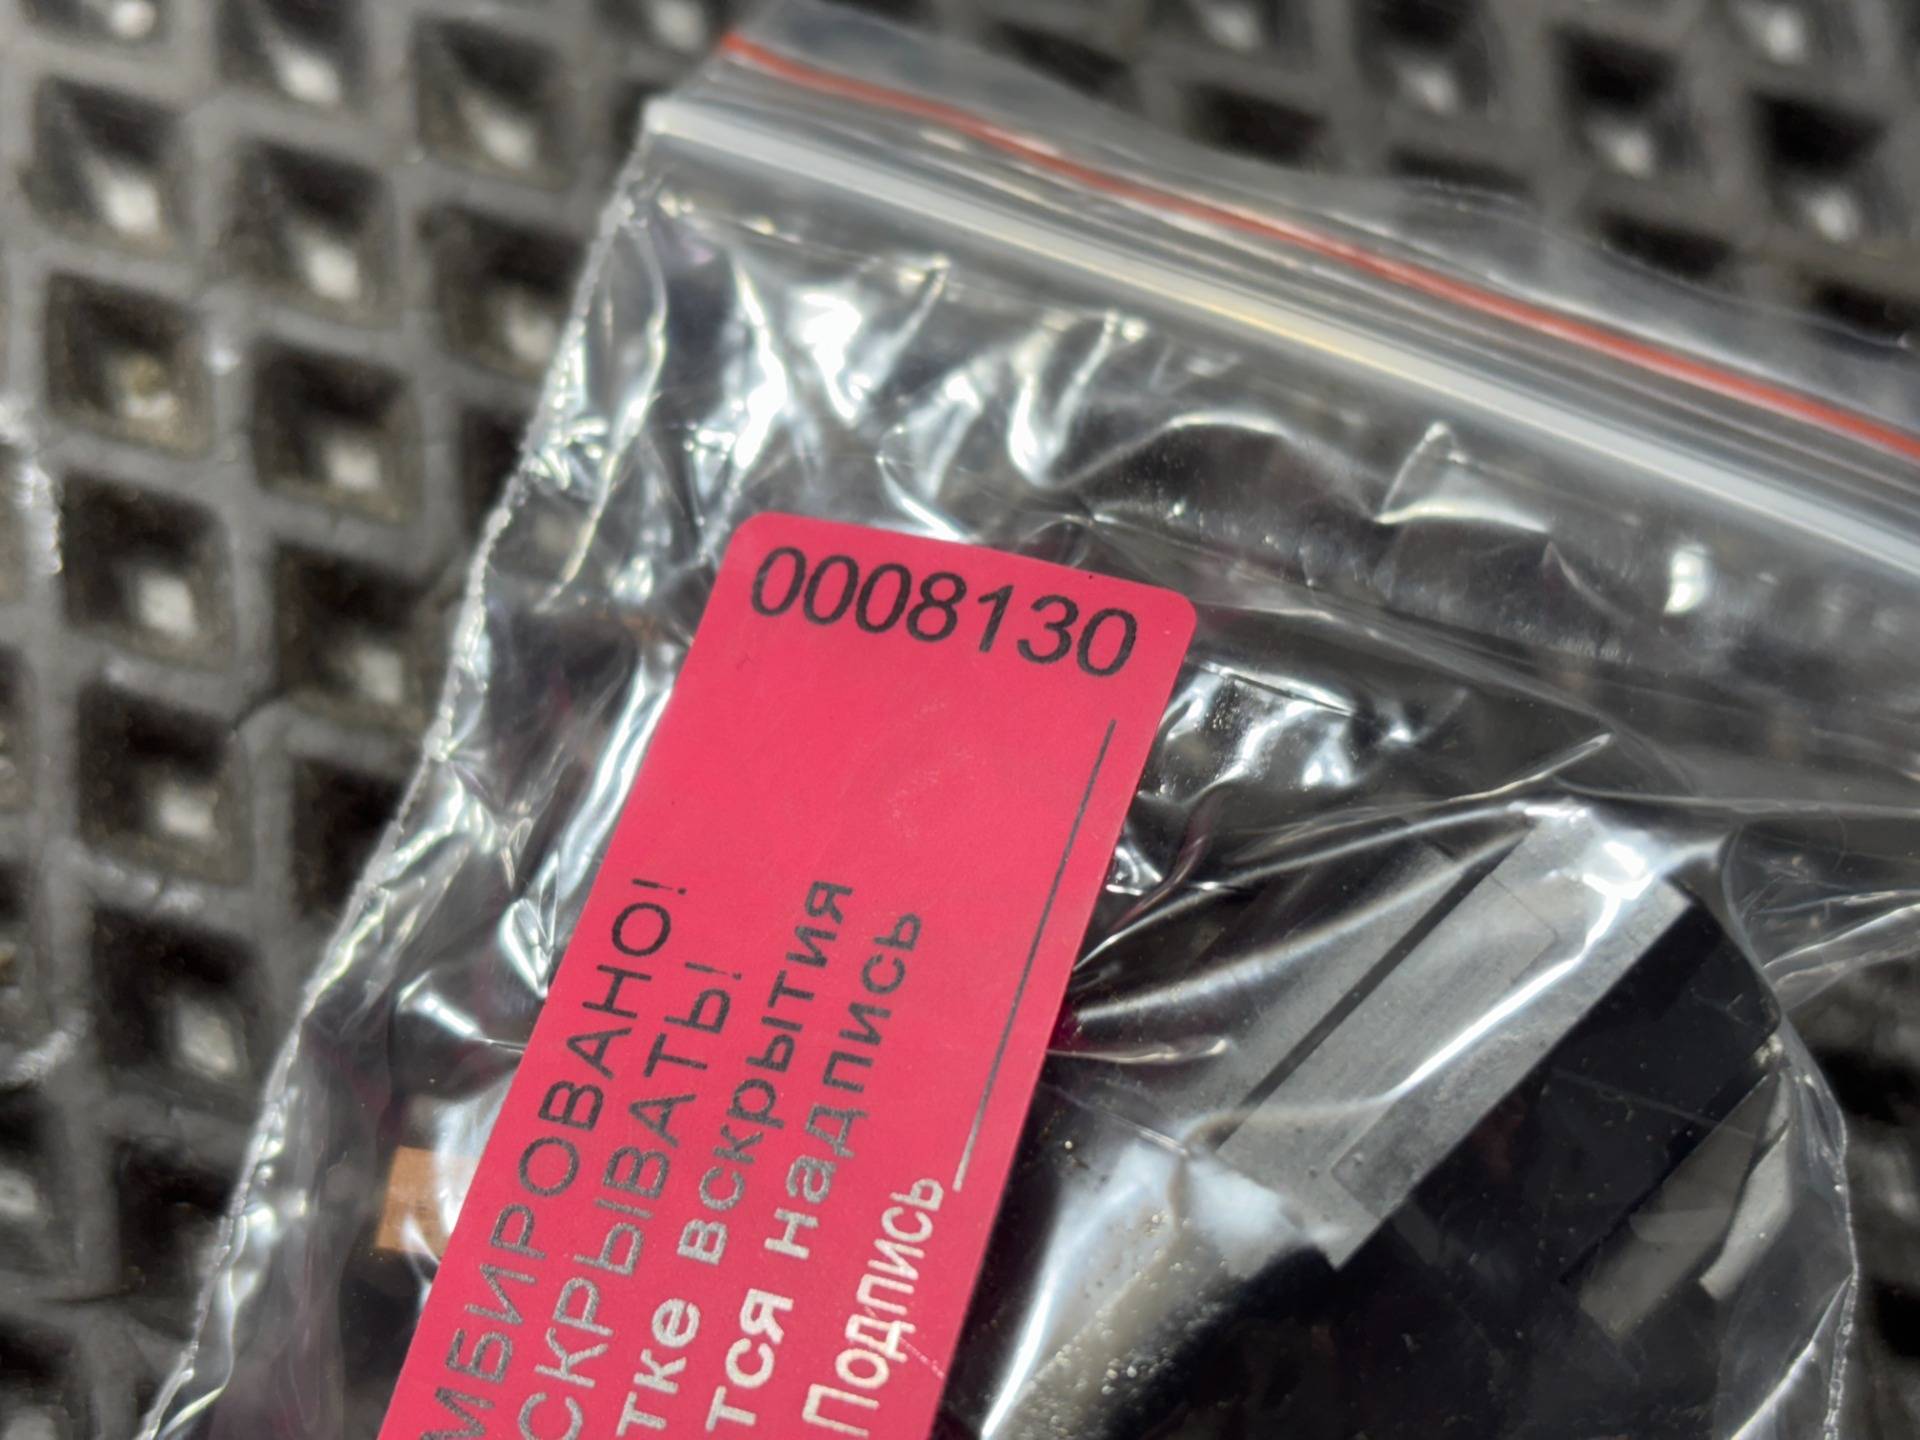 0008130
МБИРОВАНО!
СКРЫВАТЬ!
тке вскрытия
тся надпись
Подпись